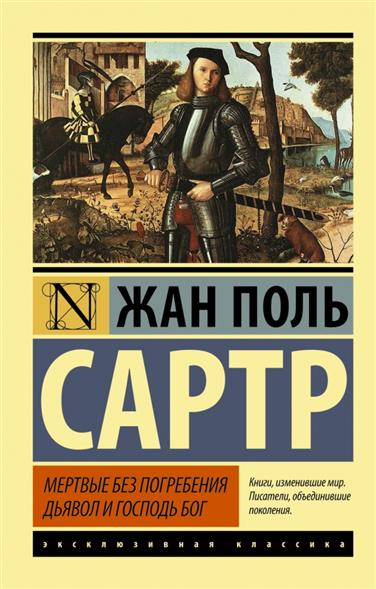 N
ЖАН ПОЛЬ
САРТР
МЕРТВЫЕ БЕЗ ПОГРЕБЕНИЯ
ДЬЯВОЛ И ГОСПОДЬ БОГ
Книги, изменившие мир.
Писатели, объединившие
поколения.
эксклюзивная классика